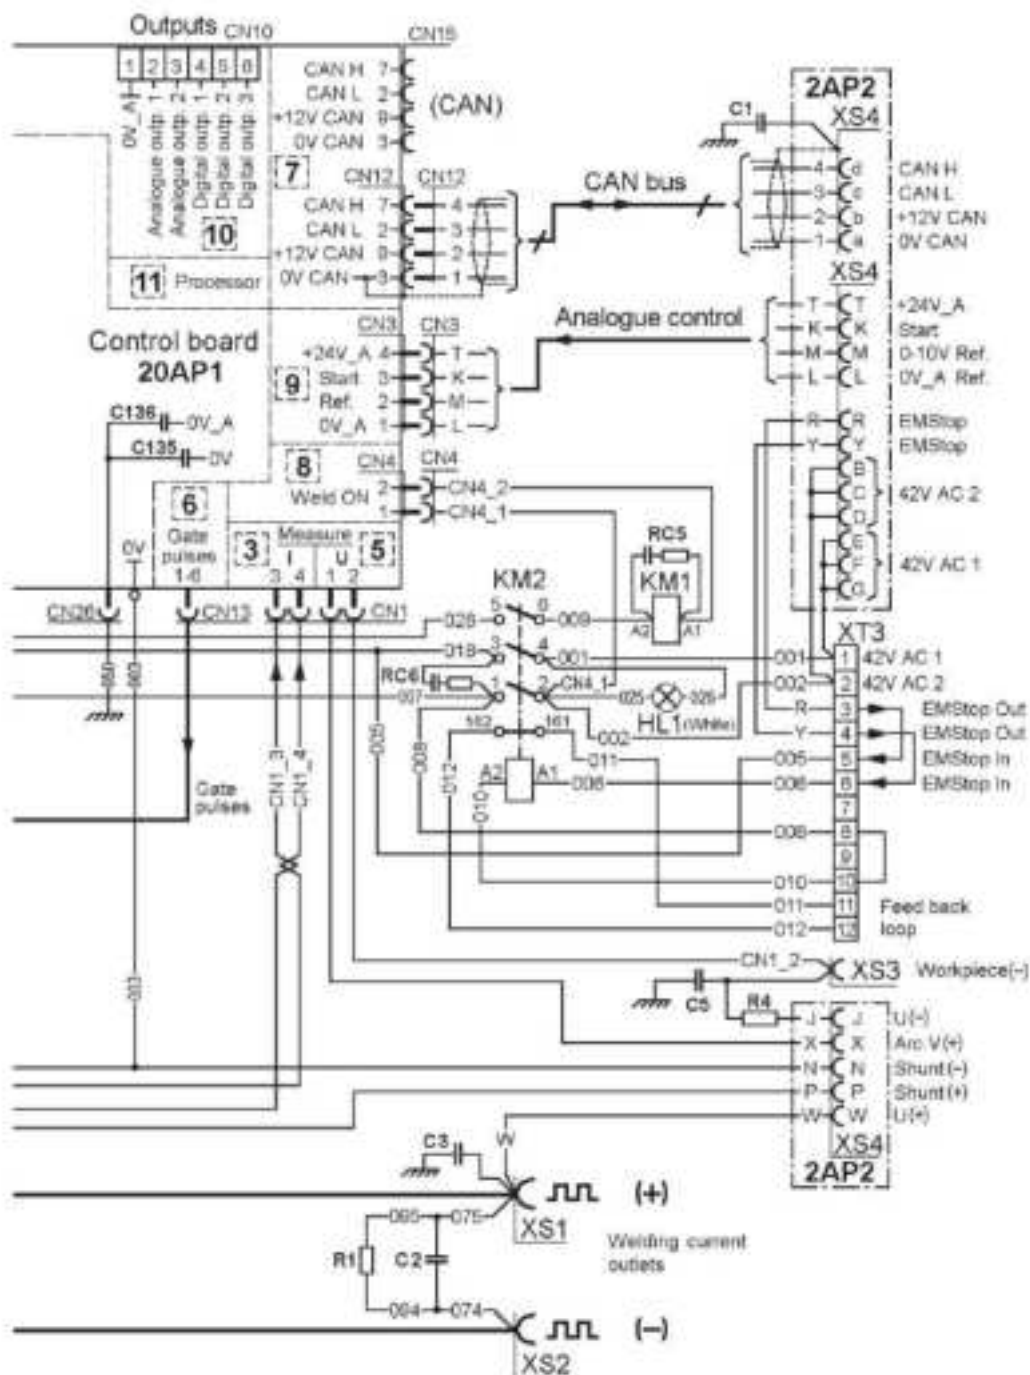 Outputs CN10
1 2 3 4 5 6
0V_A
Analogue outp. 1
Analogue outp. 2
Digital outp. 1
Digital outp. 2
Digital outp. 3
10
11 Processor
Control board
20AP1
CN15
CAN H 7
CAN L 2
+12V CAN 9
0V CAN 3
(CAN)
7
CN12 CN12
CAN H 7 4
CAN L 2 3
+12V CAN 9 2
0V CAN 3 1
CAN bus
CN3 CN3
+24V_A 4 T
Start 3 K
Ref. 2 M
0V_A 1 L
9
Analogue control
C136 0V_A
C135 0V
8
CN4 CN4
Weld ON
2 CN4_2
1 CN4_1
6
Gate
pulses
1-6
0V
3 Measure 5
I U
3 4 1 2
CN26 CN13 CN1
2AP2
XS4
C1
4 d CAN H
3 c CAN L
2 b +12V CAN
1 a 0V CAN
XS4
T T +24V_A
K K Start
M M 0-10V Ref.
L L 0V_A Ref.
R R EMStop
Y Y EMStop
B
C 42V AC 2
D
E
F 42V AC 1
G
RC5
KM1
A2 A1
KM2
028 5 6 009
018 3 4 001
RC6
007 1 2 CN4_1 025 026
HL1 (White)
002
162 161
011
A2 A1
006
003
005
008
012
010
CN1_3
CN1_4
Gate
pulses
003
XT3
001 1 42V AC 1
002 2 42V AC 2
R 3 EMStop Out
Y 4 EMStop Out
005 5 EMStop In
006 6 EMStop In
7
008 8
9
010 10
011 11 Feed back
012 12 loop
CN1_2 XS3 Workpiece(–)
C5 R4
J J U(–)
X X Arc V(+)
N N Shunt(–)
P P Shunt(+)
W W U(+)
XS4
2AP2
C3 W
XS1 (+)
095 075
R1 C2
Welding current
outlets
094 074
XS2 (–)